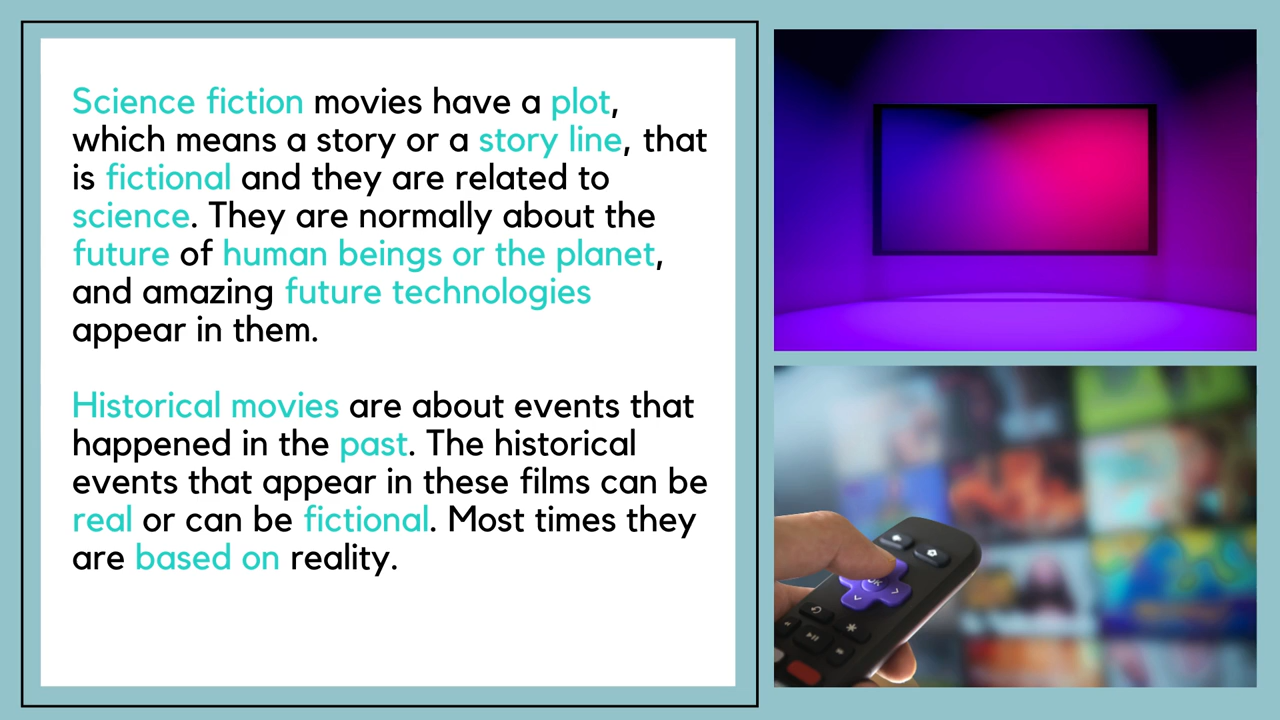 Science fiction movies have a plot,
which means a story or a story line, that
is fictional and they are related to
science. They are normally about the
future of human beings or the planet,
and amazing future technologies
appear in them.
Historical movies are about events that
happened in the past. The historical
events that appear in these films can be
real or can be fictional. Most times they
are based on reality.
OK